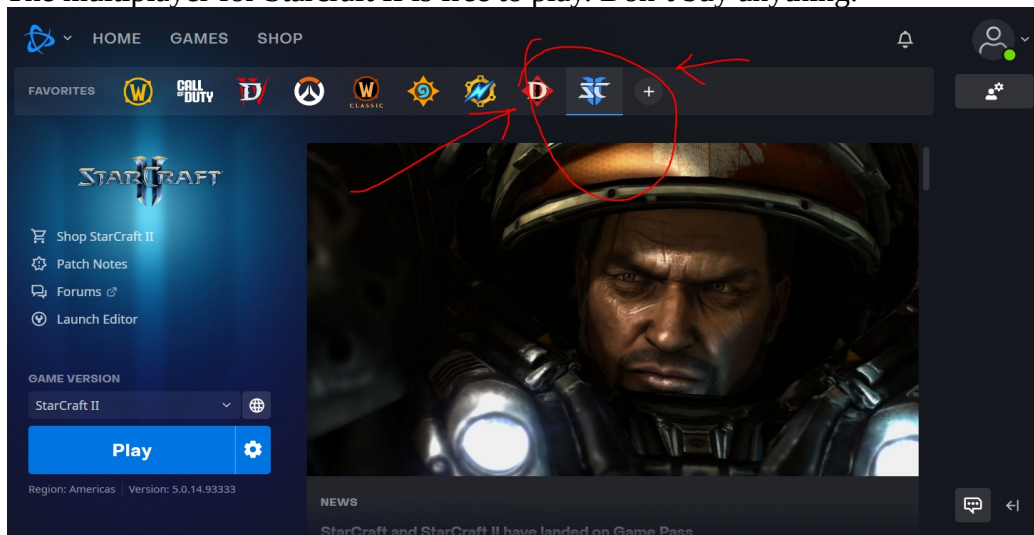 The multiplayer for Starcraft II is free to play. Don't say anything.
HOME GAMES SHOP
FAVORITES W CALL OF DUTY D W CLASSIC D SC +
STARCRAFT
II
Shop StarCraft II
Patch Notes
Forums
Launch Editor
GAME VERSION
StarCraft II
Play
Region: Americas | Version: 5.0.14.93333
NEWS
StarCraft and StarCraft II have landed on Game Pass